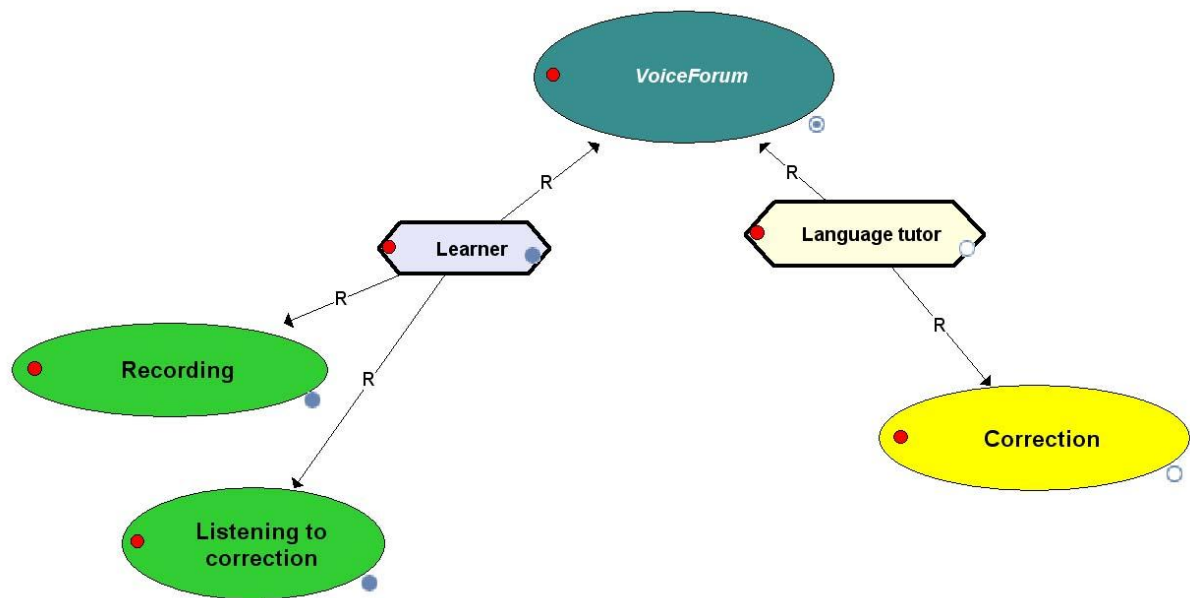 VoiceForum
R
R
Learner
Language tutor
R
R
R
Recording
Correction
Listening to
correction